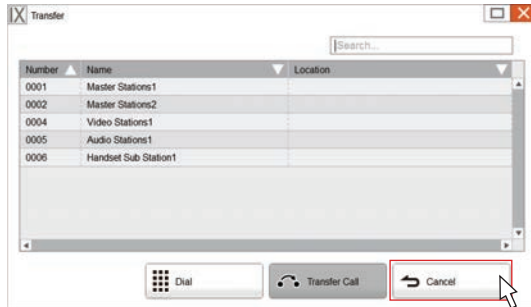 IX Transfer
Search...
Number Name Location
0001 Master Stations1
0002 Master Stations2
0004 Video Stations1
0005 Audio Stations1
0006 Handset Sub Station1
Dial Transfer Call Cancel